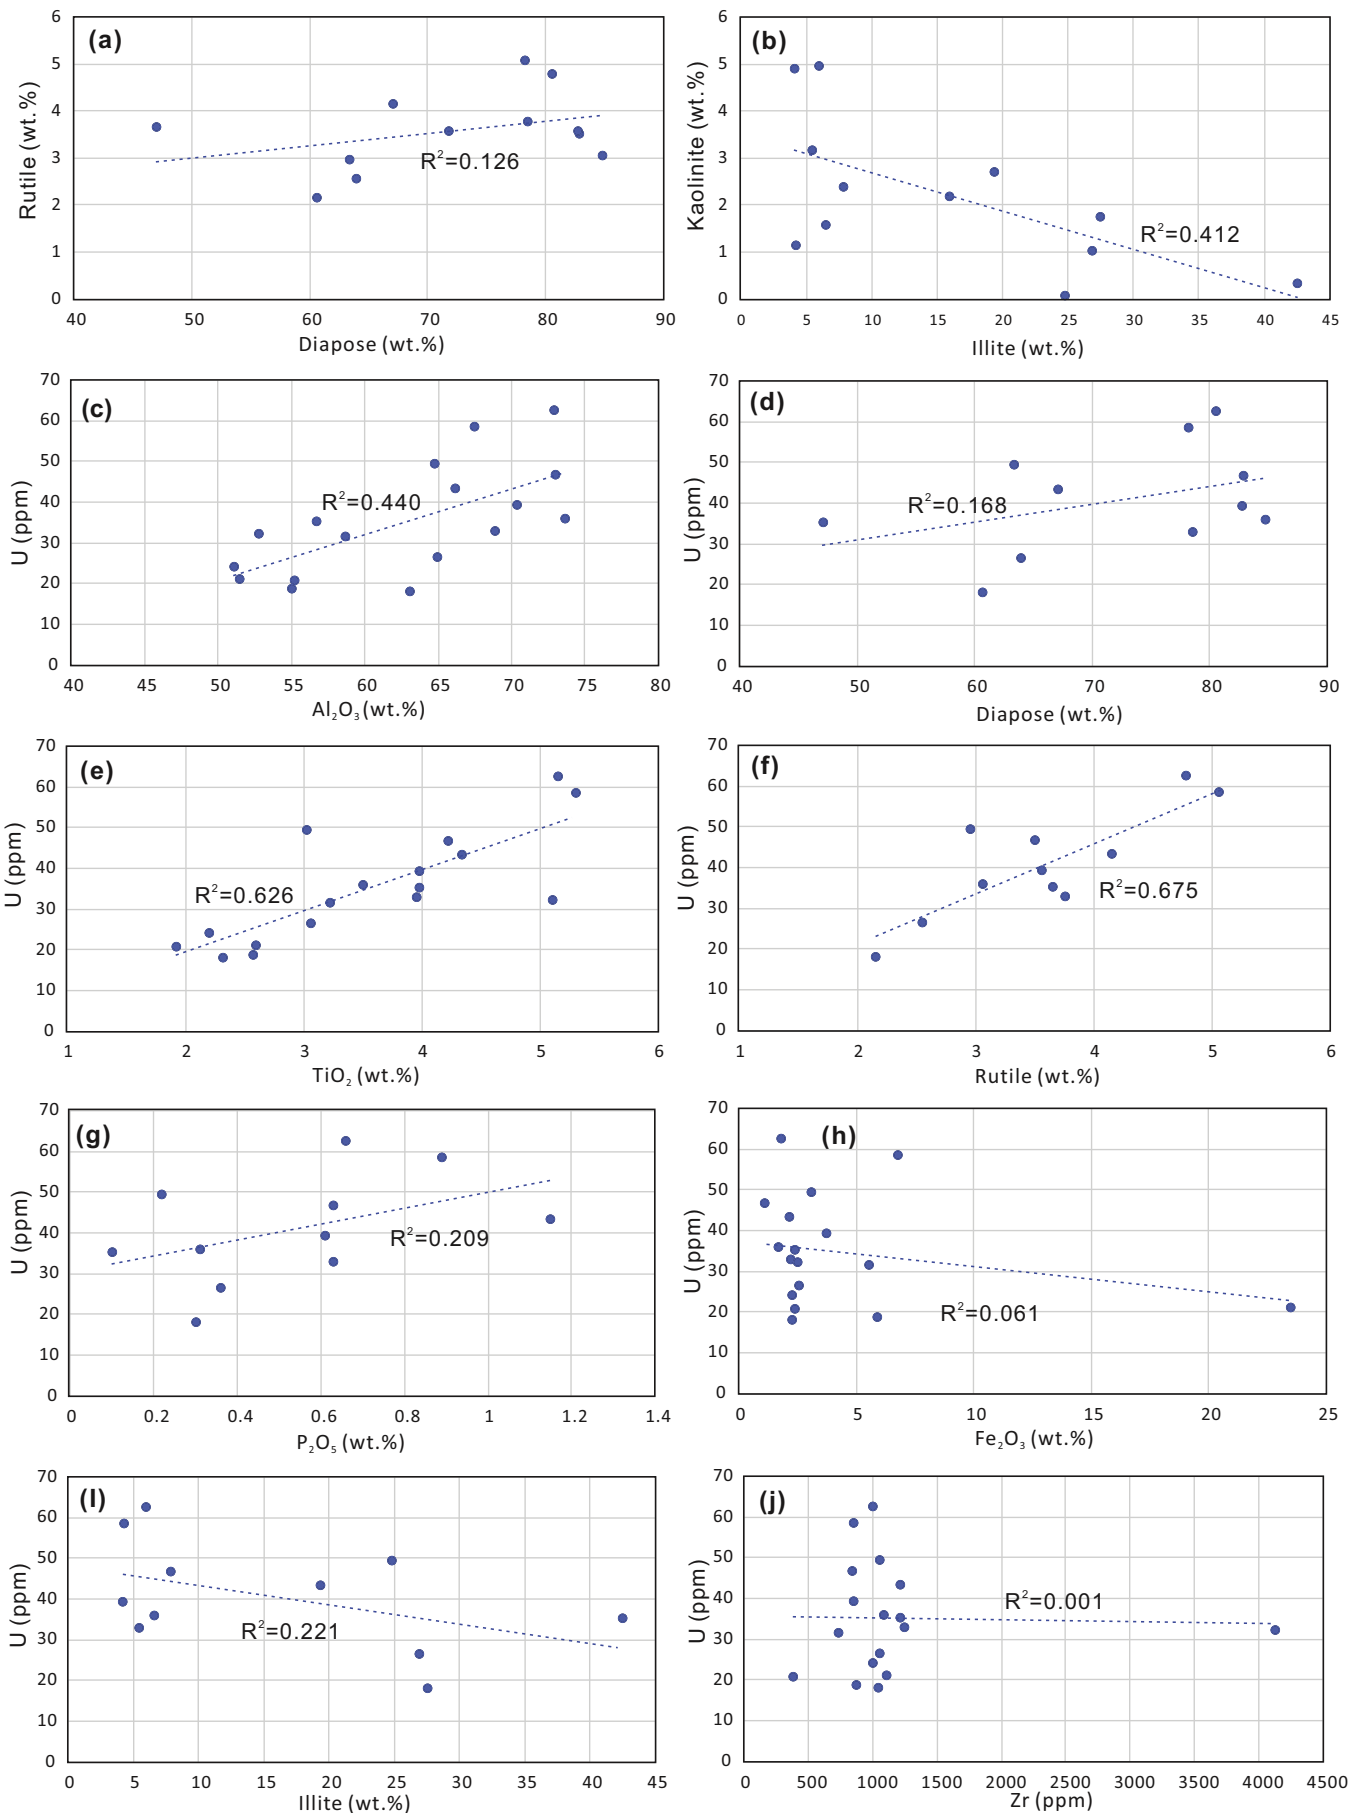 (a)
Rutile (wt.%)
6
5
4
3
2
1
0
R²=0.126
40 50 60 70 80 90
Diapose (wt.%)
(b)
Kaolinite (wt.%)
6
5
4
3
2
1
0
R²=0.412
0 5 10 15 20 25 30 35 40 45
Illite (wt.%)
(c)
U (ppm)
70
60
50
40
30
20
10
0
R²=0.440
40 45 50 55 60 65 70 75 80
Al₂O₃ (wt.%)
(d)
U (ppm)
70
60
50
40
30
20
10
0
R²=0.168
40 50 60 70 80 90
Diapose (wt.%)
(e)
U (ppm)
70
60
50
40
30
20
10
0
R²=0.626
1 2 3 4 5 6
TiO₂ (wt.%)
(f)
U (ppm)
70
60
50
40
30
20
10
0
R²=0.675
1 2 3 4 5 6
Rutile (wt.%)
(g)
U (ppm)
70
60
50
40
30
20
10
0
R²=0.209
0 0.2 0.4 0.6 0.8 1 1.2 1.4
P₂O₅ (wt.%)
(h)
U (ppm)
70
60
50
40
30
20
10
0
R²=0.061
0 5 10 15 20 25
Fe₂O₃ (wt.%)
(I)
U (ppm)
70
60
50
40
30
20
10
0
R²=0.221
0 5 10 15 20 25 30 35 40 45
Illite (wt.%)
(j)
U (ppm)
70
60
50
40
30
20
10
0
R²=0.001
0 500 1000 1500 2000 2500 3000 3500 4000 4500
Zr (ppm)